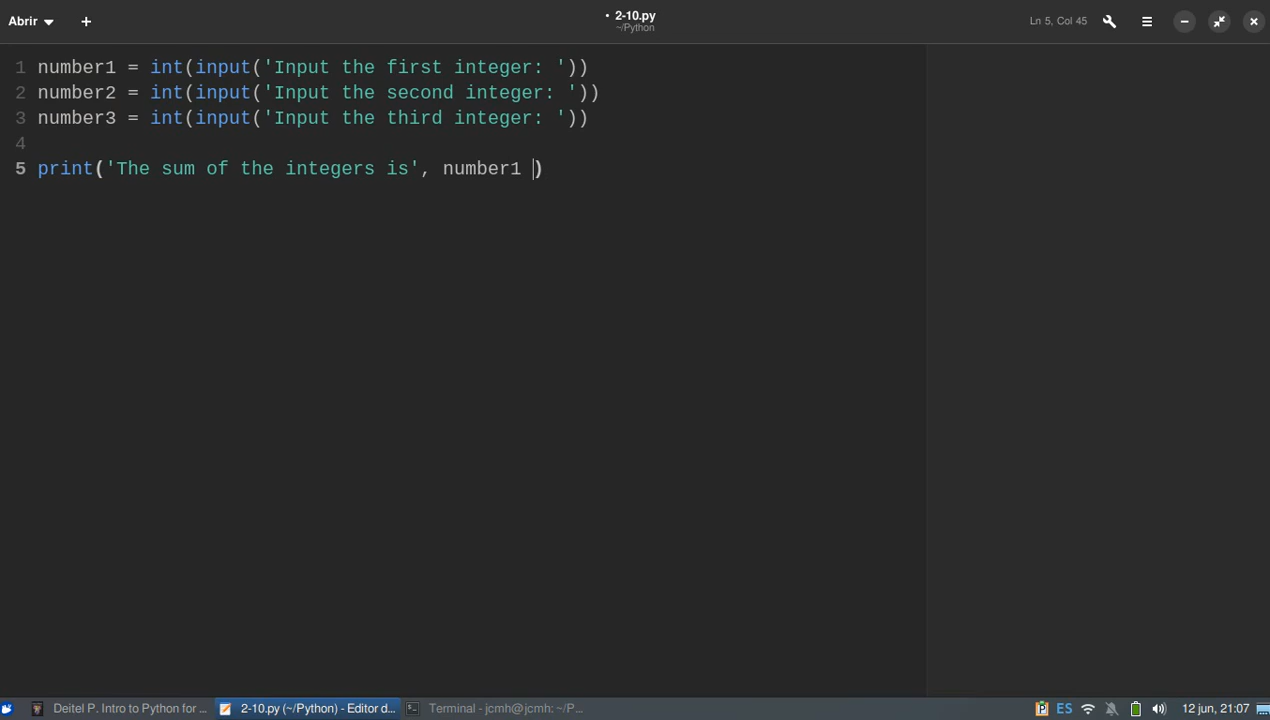 Abrir + • 2-10.py Ln 5, Col 45
~/Python
1 number1 = int(input('Input the first integer: '))
2 number2 = int(input('Input the second integer: '))
3 number3 = int(input('Input the third integer: '))
4
5 print('The sum of the integers is', number1 )
Deitel P. Intro to Python for ... 2-10.py (~/Python) - Editor d... Terminal - jcmh@jcmh: ~/P... ES 12 jun, 21:07